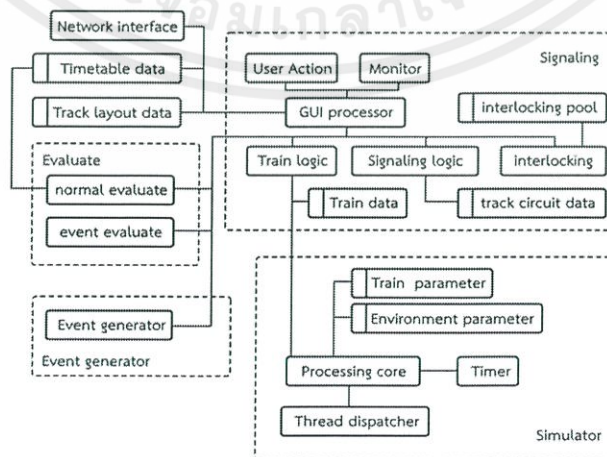 Network interface
Timetable data
Track layout data
Signaling
User Action
Monitor
GUI processor
interlocking pool
Train logic
Signaling logic
interlocking
Train data
track circuit data
Evaluate
normal evaluate
event evaluate
Event generator
Event generator
Train parameter
Environment parameter
Processing core
Timer
Thread dispatcher
Simulator